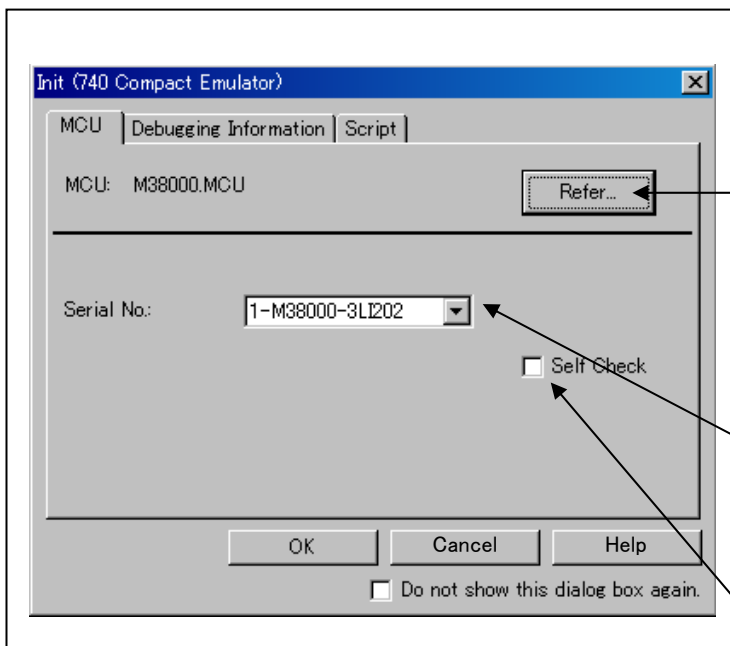 Init (740 Compact Emulator)
MCU
Debugging Information
Script
MCU: M38000.MCU
Refer...
Serial No.: 1-M38000-3LI202
Self Check
OK
Cancel
Help
Do not show this dialog box again.